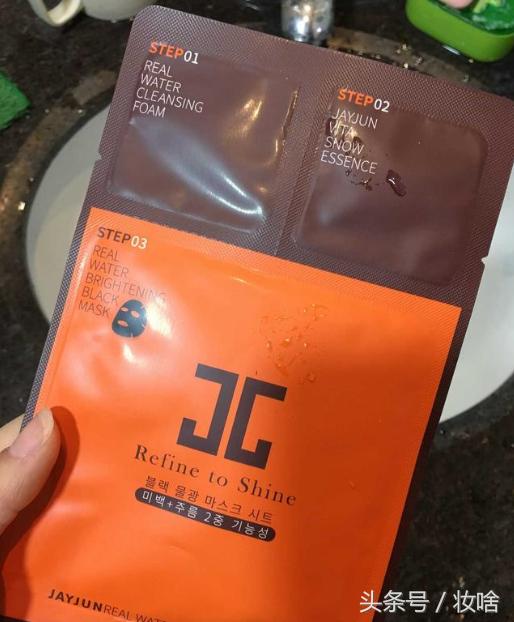 STEP01
REAL
WATER
CLEANSING
FOAM
STEP02
JAYJUN
VITA
SNOW
ESSENCE
STEP03
REAL
WATER
BRIGHTENING
BLACK
MASK
JG
Refine to Shine
블랙 물광 마스크 시트
미백+주름 2중 기능성
JAYJUN REAL WAT
头条号 / 妆啥